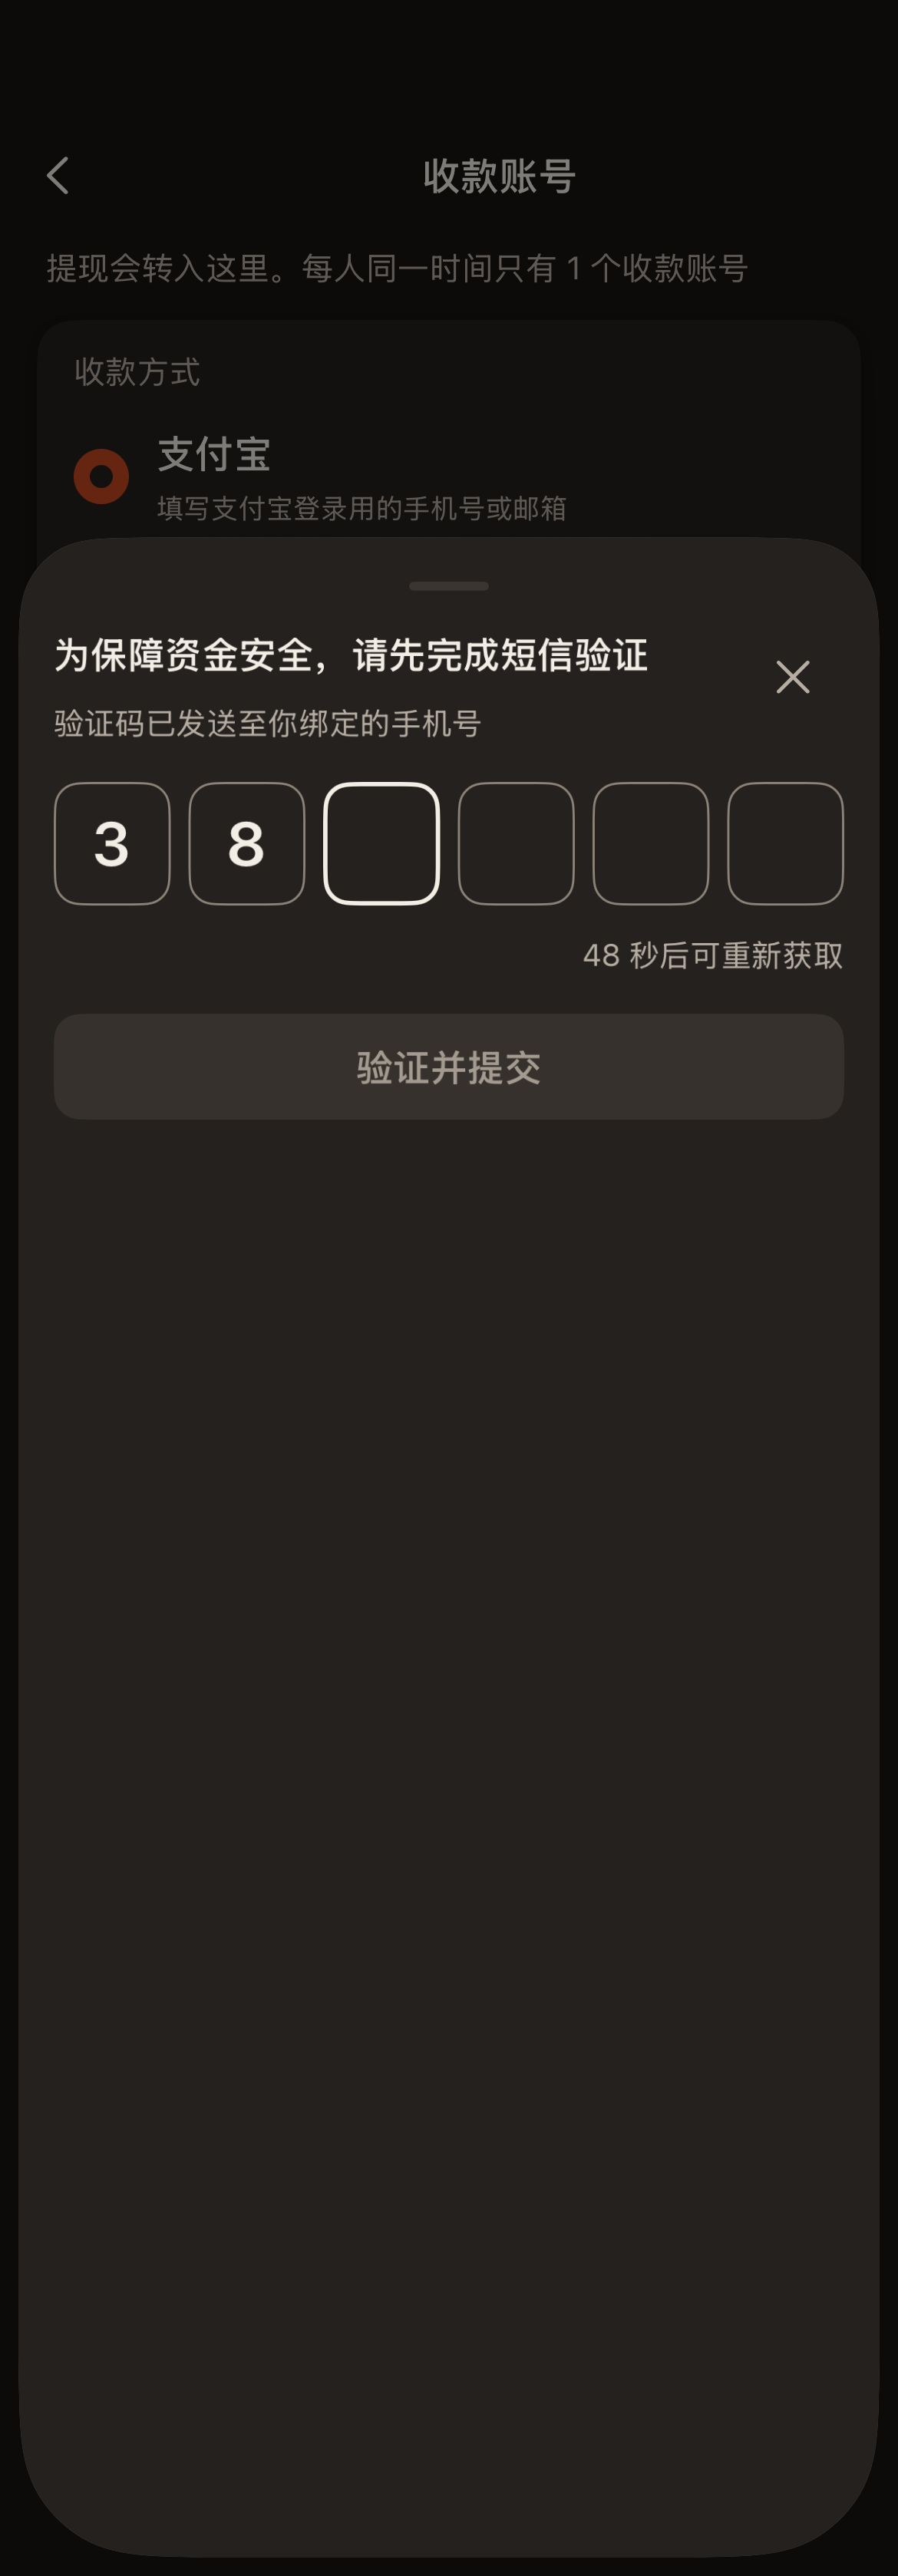 收款账号
提现会转入这里。每人同一时间只有 1 个收款账号
收款方式
支付宝
填写支付宝登录用的手机号或邮箱
为保障资金安全，请先完成短信验证
验证码已发送至你绑定的手机号
3 8
48 秒后可重新获取
验证并提交